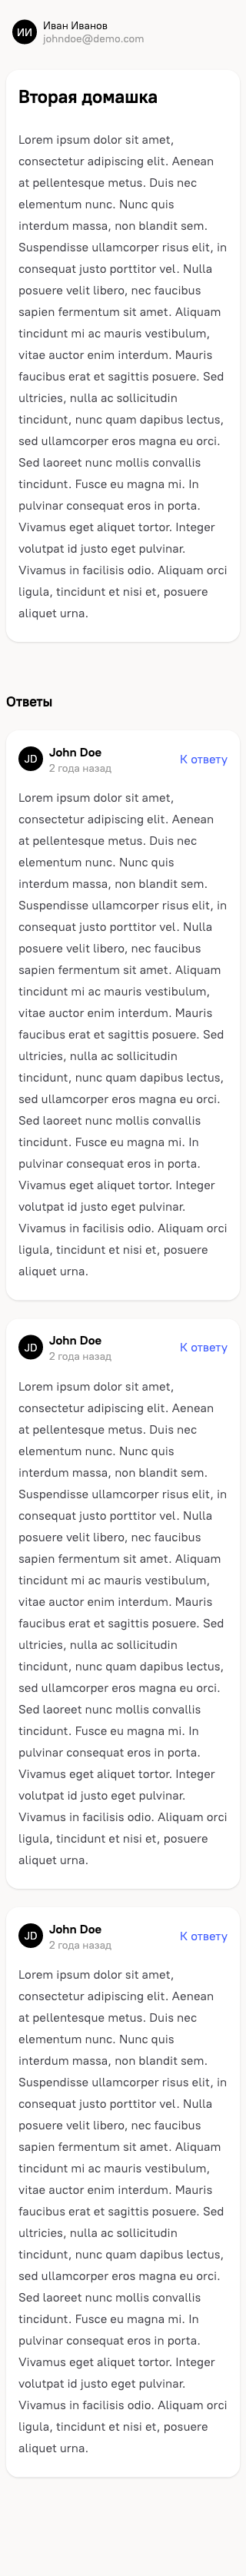 ИИ
Иван Иванов
johndoe@demo.com
Вторая домашка
Lorem ipsum dolor sit amet,
consectetur adipiscing elit. Aenean
at pellentesque metus. Duis nec
elementum nunc. Nunc quis
interdum massa, non blandit sem.
Suspendisse ullamcorper risus elit, in
consequat justo porttitor vel. Nulla
posuere velit libero, nec faucibus
sapien fermentum sit amet. Aliquam
tincidunt mi ac mauris vestibulum,
vitae auctor enim interdum. Mauris
faucibus erat et sagittis posuere. Sed
ultricies, nulla ac sollicitudin
tincidunt, nunc quam dapibus lectus,
sed ullamcorper eros magna eu orci.
Sed laoreet nunc mollis convallis
tincidunt. Fusce eu magna mi. In
pulvinar consequat eros in porta.
Vivamus eget aliquet tortor. Integer
volutpat id justo eget pulvinar.
Vivamus in facilisis odio. Aliquam orci
ligula, tincidunt et nisi et, posuere
aliquet urna.
Ответы
JD
John Doe
2 года назад
К ответу
Lorem ipsum dolor sit amet,
consectetur adipiscing elit. Aenean
at pellentesque metus. Duis nec
elementum nunc. Nunc quis
interdum massa, non blandit sem.
Suspendisse ullamcorper risus elit, in
consequat justo porttitor vel. Nulla
posuere velit libero, nec faucibus
sapien fermentum sit amet. Aliquam
tincidunt mi ac mauris vestibulum,
vitae auctor enim interdum. Mauris
faucibus erat et sagittis posuere. Sed
ultricies, nulla ac sollicitudin
tincidunt, nunc quam dapibus lectus,
sed ullamcorper eros magna eu orci.
Sed laoreet nunc mollis convallis
tincidunt. Fusce eu magna mi. In
pulvinar consequat eros in porta.
Vivamus eget aliquet tortor. Integer
volutpat id justo eget pulvinar.
Vivamus in facilisis odio. Aliquam orci
ligula, tincidunt et nisi et, posuere
aliquet urna.
JD
John Doe
2 года назад
К ответу
Lorem ipsum dolor sit amet,
consectetur adipiscing elit. Aenean
at pellentesque metus. Duis nec
elementum nunc. Nunc quis
interdum massa, non blandit sem.
Suspendisse ullamcorper risus elit, in
consequat justo porttitor vel. Nulla
posuere velit libero, nec faucibus
sapien fermentum sit amet. Aliquam
tincidunt mi ac mauris vestibulum,
vitae auctor enim interdum. Mauris
faucibus erat et sagittis posuere. Sed
ultricies, nulla ac sollicitudin
tincidunt, nunc quam dapibus lectus,
sed ullamcorper eros magna eu orci.
Sed laoreet nunc mollis convallis
tincidunt. Fusce eu magna mi. In
pulvinar consequat eros in porta.
Vivamus eget aliquet tortor. Integer
volutpat id justo eget pulvinar.
Vivamus in facilisis odio. Aliquam orci
ligula, tincidunt et nisi et, posuere
aliquet urna.
JD
John Doe
2 года назад
К ответу
Lorem ipsum dolor sit amet,
consectetur adipiscing elit. Aenean
at pellentesque metus. Duis nec
elementum nunc. Nunc quis
interdum massa, non blandit sem.
Suspendisse ullamcorper risus elit, in
consequat justo porttitor vel. Nulla
posuere velit libero, nec faucibus
sapien fermentum sit amet. Aliquam
tincidunt mi ac mauris vestibulum,
vitae auctor enim interdum. Mauris
faucibus erat et sagittis posuere. Sed
ultricies, nulla ac sollicitudin
tincidunt, nunc quam dapibus lectus,
sed ullamcorper eros magna eu orci.
Sed laoreet nunc mollis convallis
tincidunt. Fusce eu magna mi. In
pulvinar consequat eros in porta.
Vivamus eget aliquet tortor. Integer
volutpat id justo eget pulvinar.
Vivamus in facilisis odio. Aliquam orci
ligula, tincidunt et nisi et, posuere
aliquet urna.